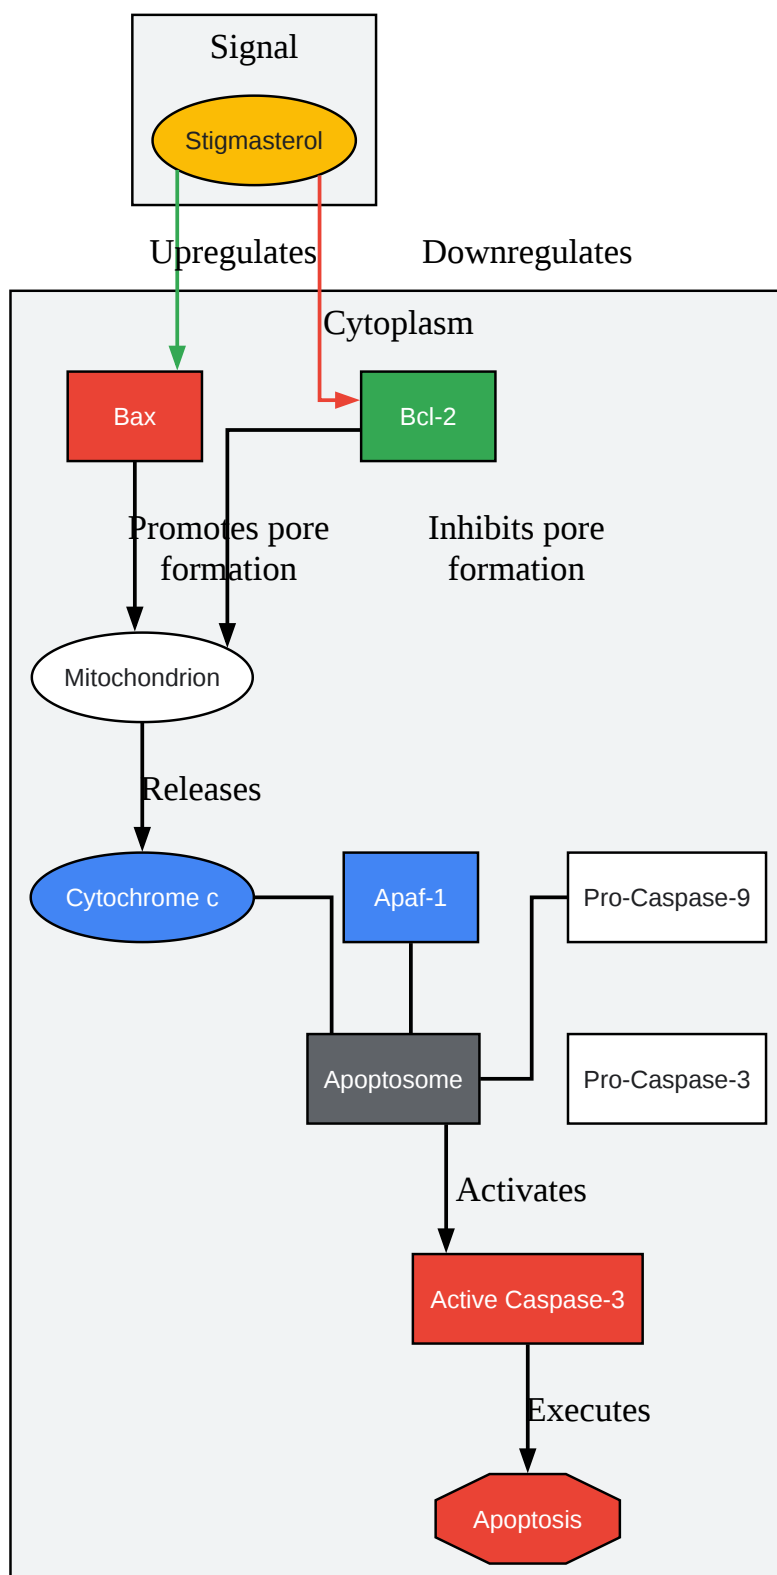 Signal
Stigmasterol
Upregulates
Downregulates
Cytoplasm
Bax
Bcl-2
Promotes pore
formation
Inhibits pore
formation
Mitochondrion
Releases
Cytochrome c
Apaf-1
Pro-Caspase-9
Apoptosome
Pro-Caspase-3
Activates
Active Caspase-3
Executes
Apoptosis